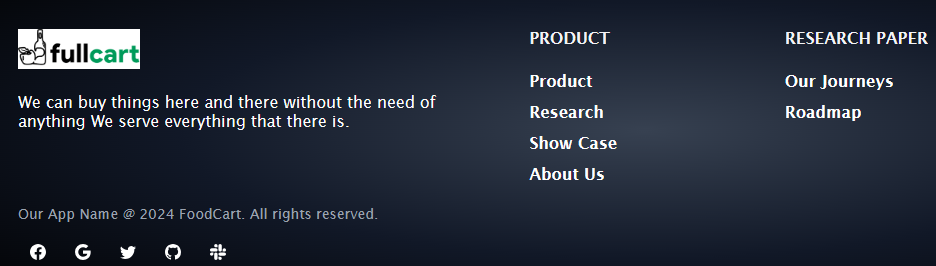 fullcart
We can buy things here and there without the need of
anything We serve everything that there is.
PRODUCT
Product
Research
Show Case
About Us
RESEARCH PAPER
Our Journeys
Roadmap
Our App Name @ 2024 FoodCart. All rights reserved.